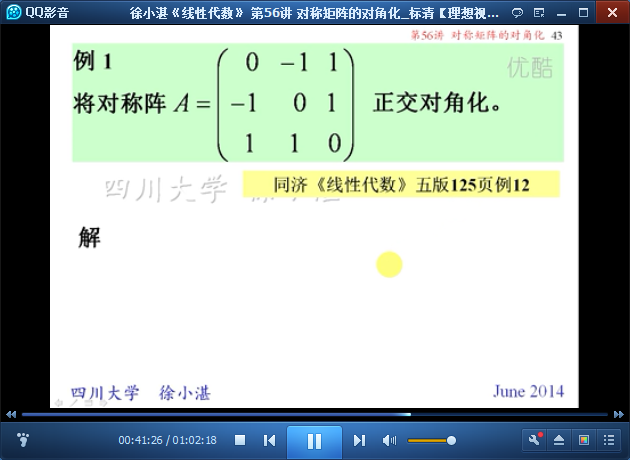 QQ影音 徐小湛《线性代数》 第56讲 对称矩阵的对角化_标清【理想视...
第56讲 对称矩阵的对角化 43
优酷
例 1
将对称阵 A = ( 0 −1 1
−1 0 1
1 1 0 ) 正交对角化。
四川大学 徐小湛
同济《线性代数》五版125页例12
解
四川大学 徐小湛 June 2014
00:41:26 / 01:02:18